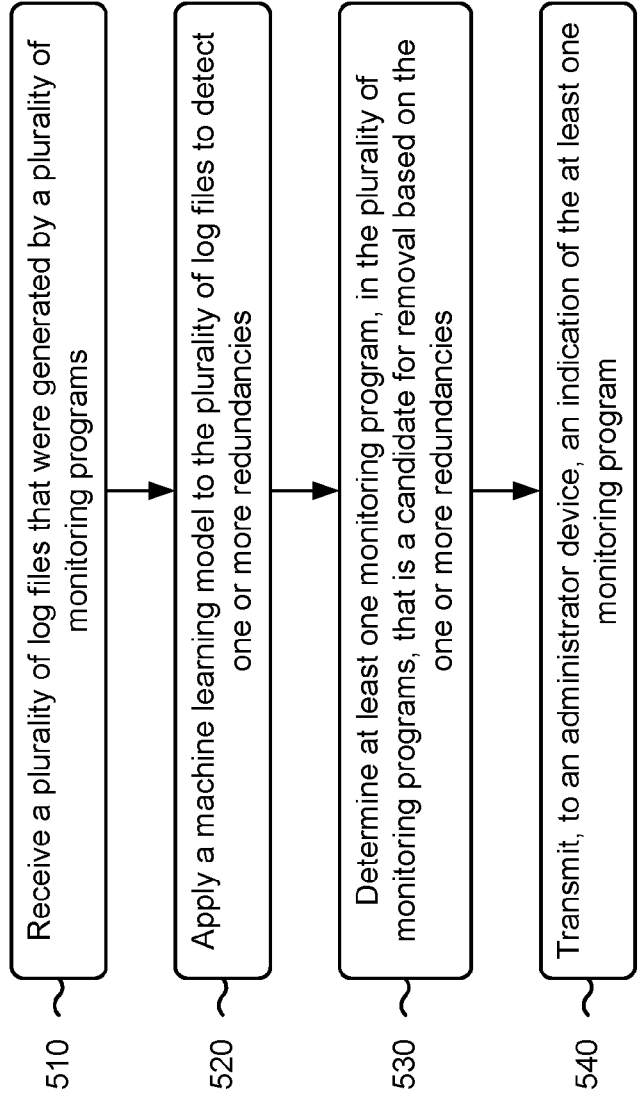 510
Receive a plurality of log files that were generated by a plurality of
monitoring programs
520
Apply a machine learning model to the plurality of log files to detect
one or more redundancies
530
Determine at least one monitoring program, in the plurality of
monitoring programs, that is a candidate for removal based on the
one or more redundancies
540
Transmit, to an administrator device, an indication of the at least one
monitoring program